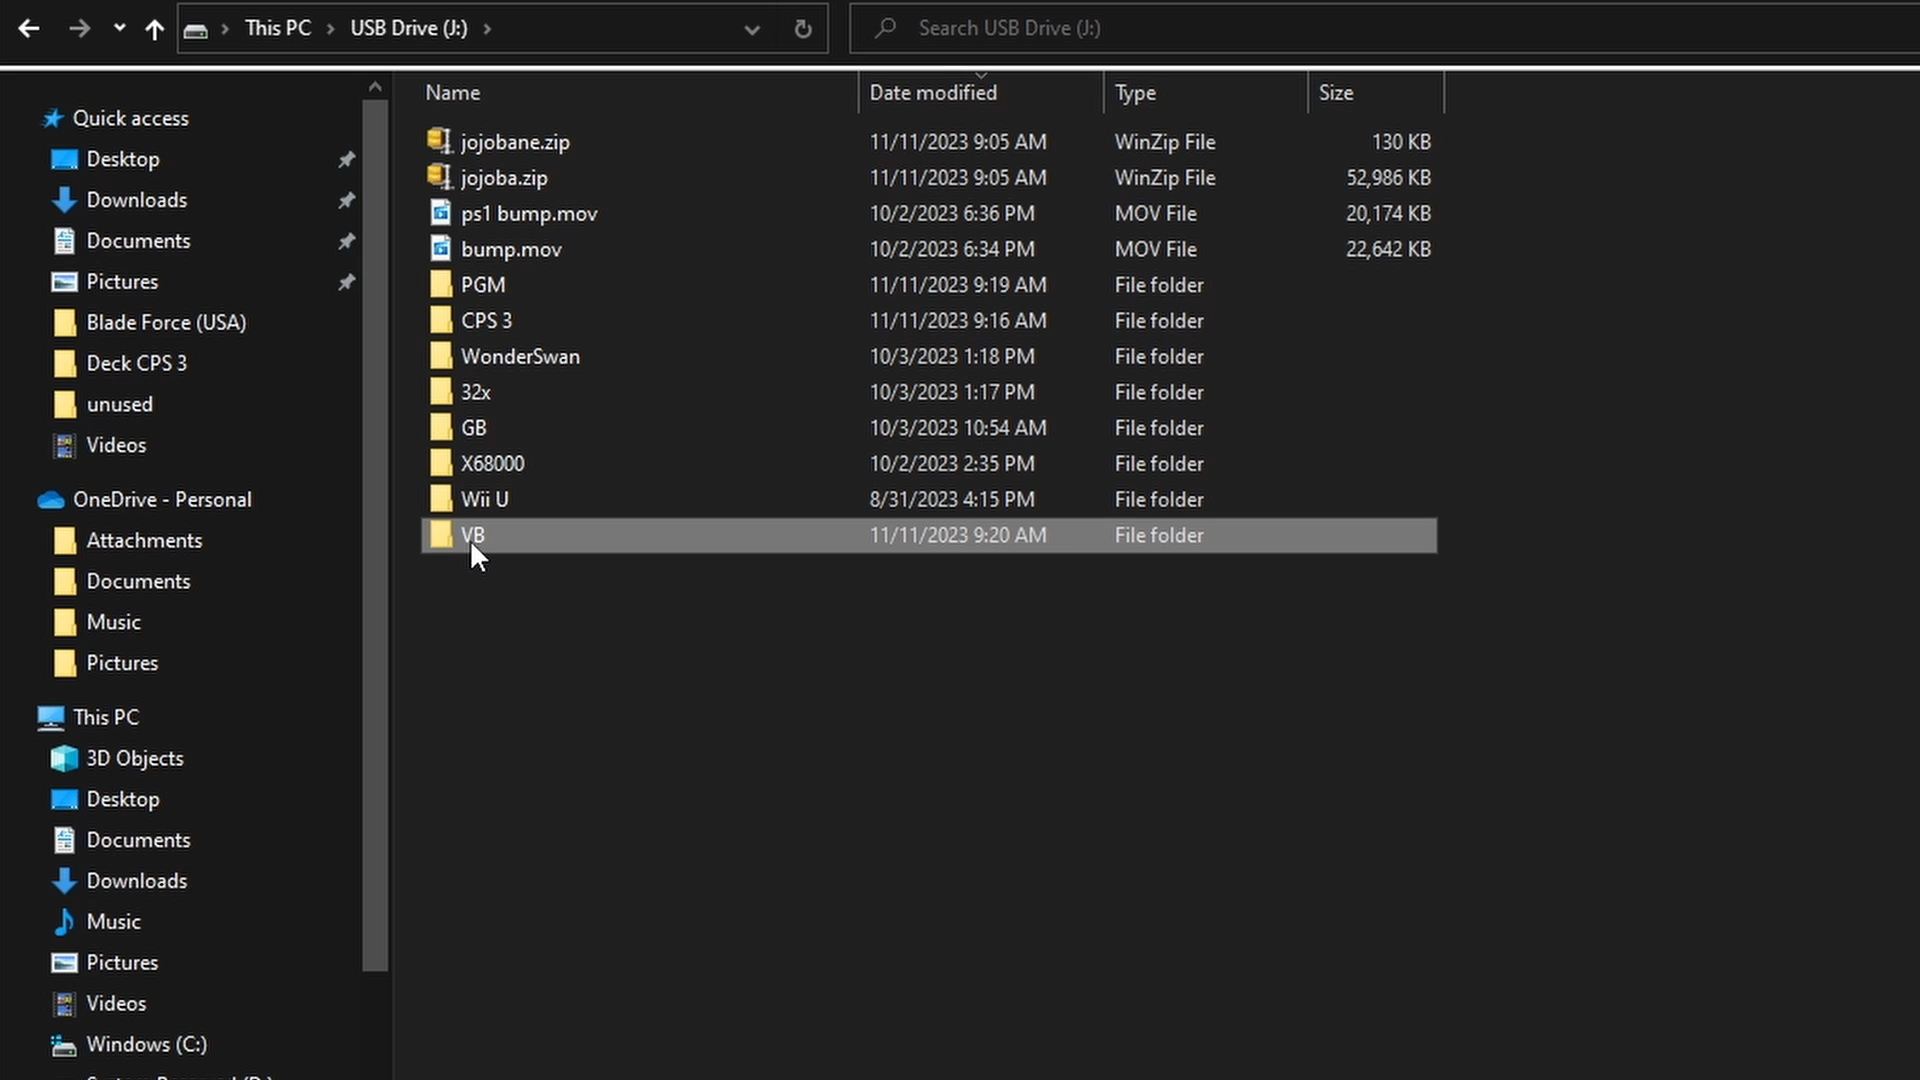 This PC > USB Drive (J:) >
Search USB Drive (J:)
Name Date modified Type Size
Quick access
Desktop
Downloads
Documents
Pictures
Blade Force (USA)
Deck CPS 3
unused
Videos
OneDrive - Personal
Attachments
Documents
Music
Pictures
This PC
3D Objects
Desktop
Documents
Downloads
Music
Pictures
Videos
Windows (C:)
jojobane.zip 11/11/2023 9:05 AM WinZip File 130 KB
jojoba.zip 11/11/2023 9:05 AM WinZip File 52,986 KB
ps1 bump.mov 10/2/2023 6:36 PM MOV File 20,174 KB
bump.mov 10/2/2023 6:34 PM MOV File 22,642 KB
PGM 11/11/2023 9:19 AM File folder
CPS 3 11/11/2023 9:16 AM File folder
WonderSwan 10/3/2023 1:18 PM File folder
32x 10/3/2023 1:17 PM File folder
GB 10/3/2023 10:54 AM File folder
X68000 10/2/2023 2:35 PM File folder
Wii U 8/31/2023 4:15 PM File folder
VB 11/11/2023 9:20 AM File folder